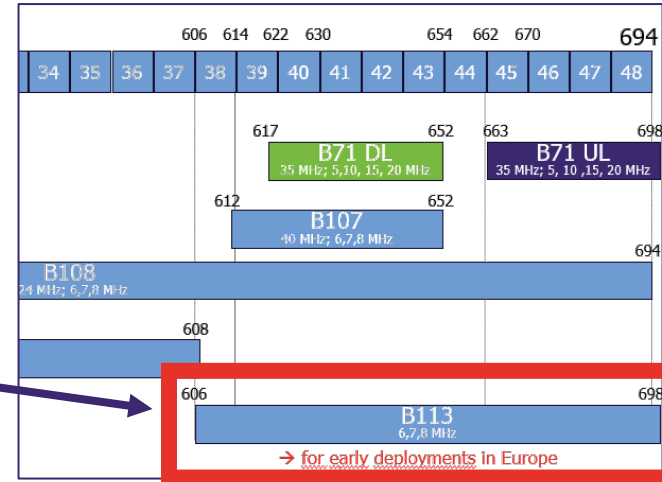 606 614 622 630 654 662 670 694
34 35 36 37 38 39 40 41 42 43 44 45 46 47 48
617 652 663 698
B71 DL B71 UL
35 MHz; 5,10, 15, 20 MHz 35 MHz; 5, 10 ,15, 20 MHz
612 652
B107
40 MHz; 6,7,8 MHz
694
B108
24 MHz; 6,7,8 MHz
608
606 698
B113
6,7,8 MHz
→ for early deployments in Europe